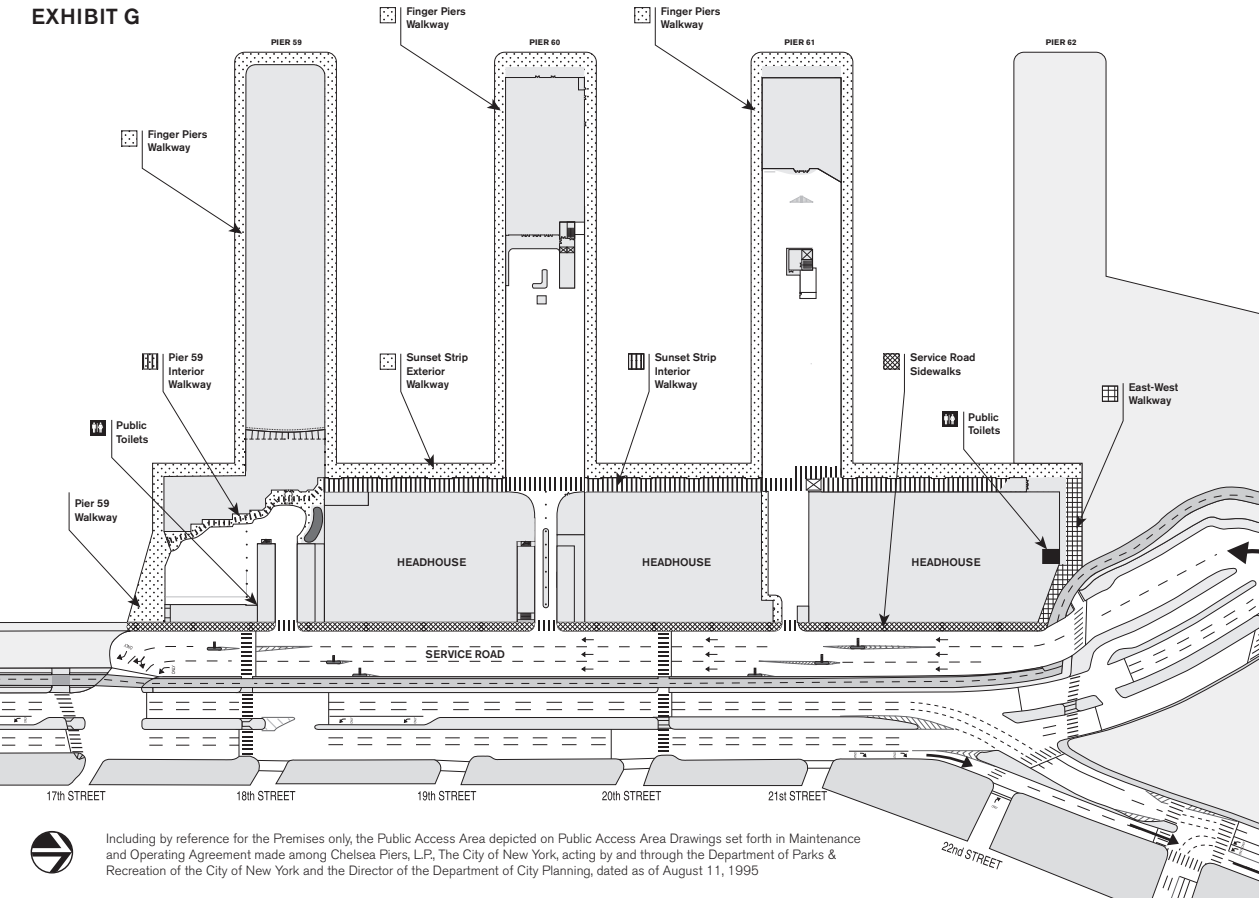 EXHIBIT G
Finger Piers
Walkway
Finger Piers
Walkway
PIER 59
PIER 60
PIER 61
PIER 62
Finger Piers
Walkway
Pier 59
Interior
Walkway
Sunset Strip
Exterior
Walkway
Sunset Strip
Interior
Walkway
Service Road
Sidewalks
East-West
Walkway
Public
Toilets
Public
Toilets
Pier 59
Walkway
HEADHOUSE
HEADHOUSE
HEADHOUSE
SERVICE ROAD
17th STREET
18th STREET
19th STREET
20th STREET
21st STREET
22nd STREET
Including by reference for the Premises only, the Public Access Area depicted on Public Access Area Drawings set forth in Maintenance
and Operating Agreement made among Chelsea Piers, L.P., The City of New York, acting by and through the Department of Parks &
Recreation of the City of New York and the Director of the Department of City Planning, dated as of August 11, 1995